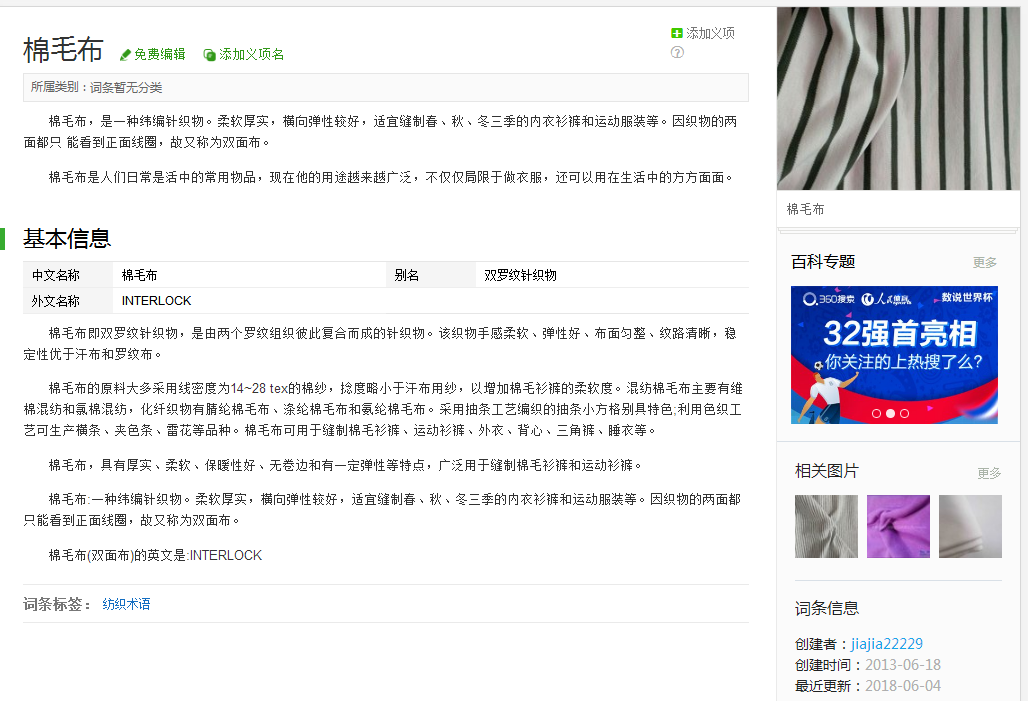 棉毛布 免费编辑 添加义项名
添加义项
?
所属类别 : 词条暂无分类
棉毛布，是一种纬编针织物。柔软厚实，横向弹性较好，适宜缝制春、秋、冬三季的内衣衫裤和运动服装等。因织物的两
面都只 能看到正面线圈，故又称为双面布。
棉毛布是人们日常是活中的常用物品，现在他的用途越来越广泛，不仅仅局限于做衣服，还可以用在生活中的方方面面。
基本信息
中文名称 棉毛布 别名 双罗纹针织物
外文名称 INTERLOCK
棉毛布即双罗纹针织物，是由两个罗纹组织彼此复合而成的针织物。该织物手感柔软、弹性好、布面匀整、纹路清晰，稳
定性优于汗布和罗纹布。
棉毛布的原料大多采用线密度为14~28 tex的棉纱，捻度略小于汗布用纱，以增加棉毛衫裤的柔软度。混纺棉毛布主要有维
棉混纺和氯棉混纺，化纤织物有腈纶棉毛布、涤纶棉毛布和氨纶棉毛布。采用抽条工艺编织的抽条小方格别具特色;利用色织工
艺可生产横条、夹色条、雷花等品种。棉毛布可用于缝制棉毛衫裤、运动衫裤、外衣、背心、三角裤、睡衣等。
棉毛布，具有厚实、柔软、保暖性好、无卷边和有一定弹性等特点，广泛用于缝制棉毛衫裤和运动衫裤。
棉毛布:一种纬编针织物。柔软厚实，横向弹性较好，适宜缝制春、秋、冬三季的内衣衫裤和运动服装等。因织物的两面都
只能看到正面线圈，故又称为双面布。
棉毛布(双面布)的英文是:INTERLOCK
词条标签： 纺织术语
棉毛布
百科专题 更多
360搜索 人民体育 数说世界杯
32强首亮相
你关注的上热搜了么?
相关图片 更多
词条信息
创建者：jiajia22229
创建时间：2013-06-18
最近更新：2018-06-04